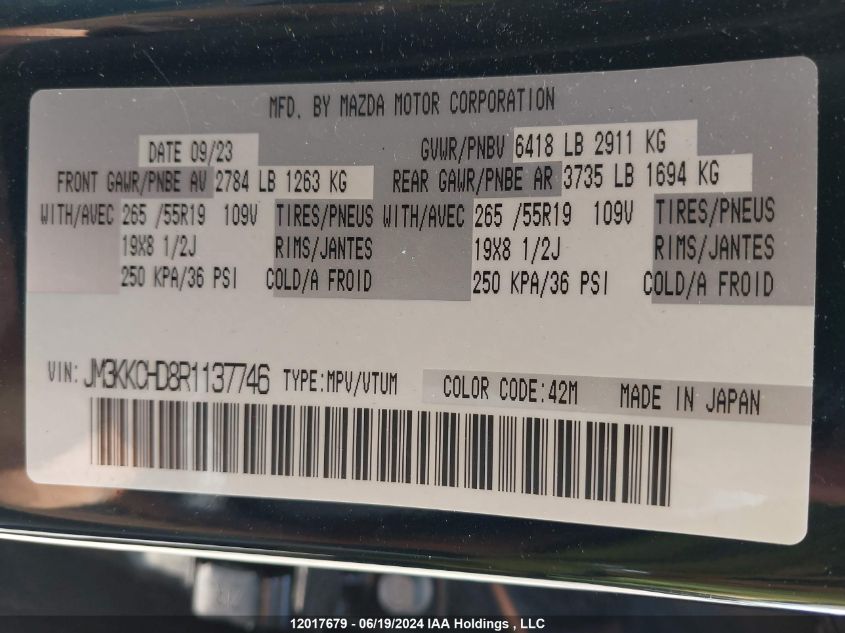 MFD. BY MAZDA MOTOR CORPORATION
DATE 09/23 GVWR/PNBV 6418 LB 2911 KG
FRONT GAWR/PNBE AV 2784 LB 1263 KG REAR GAWR/PNBE AR 3735 LB 1694 KG
WITH/AVEC 265 /55R19 109V TIRES/PNEUS WITH/AVEC 265 /55R19 109V TIRES/PNEUS
19X8 1/2J RIMS/JANTES 19X8 1/2J RIMS/JANTES
250 KPA/36 PSI COLD/A FROID 250 KPA/36 PSI COLD/A FROID
VIN: JM3KKCHD8R1137746 TYPE:MPV/VTUM COLOR CODE:42M MADE IN JAPAN
12017679 - 06/19/2024 IAA Holdings , LLC